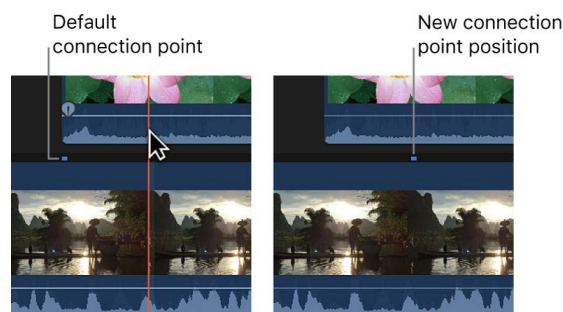 Default
connection point
New connection
point position